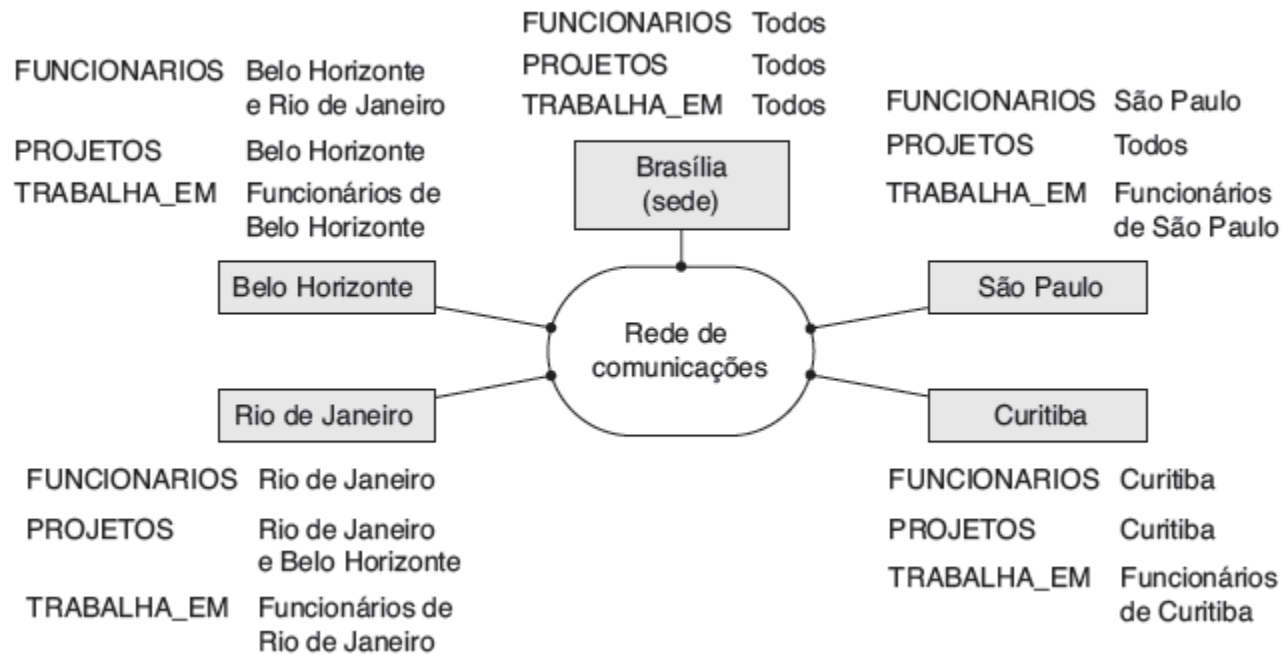 FUNCIONARIOS Todos
PROJETOS Todos
TRABALHA_EM Todos
Brasília
(sede)
FUNCIONARIOS Belo Horizonte
e Rio de Janeiro
PROJETOS Belo Horizonte
TRABALHA_EM Funcionários de
Belo Horizonte
Belo Horizonte
FUNCIONARIOS São Paulo
PROJETOS Todos
TRABALHA_EM Funcionários
de São Paulo
São Paulo
Rede de
comunicações
Rio de Janeiro
FUNCIONARIOS Rio de Janeiro
PROJETOS Rio de Janeiro
e Belo Horizonte
TRABALHA_EM Funcionários de
Rio de Janeiro
Curitiba
FUNCIONARIOS Curitiba
PROJETOS Curitiba
TRABALHA_EM Funcionários
de Curitiba